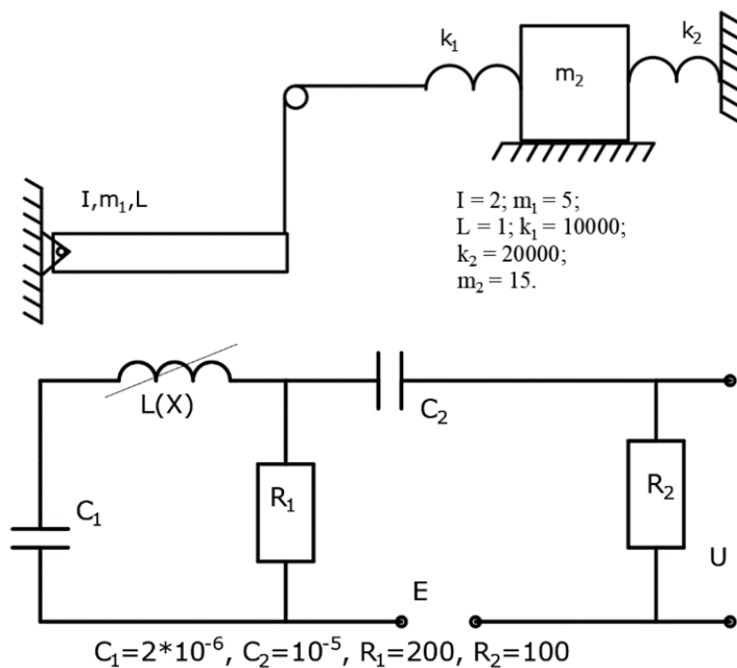 k₁
k₂
m₂
I,m₁,L
I = 2; m₁ = 5;
L = 1; k₁ = 10000;
k₂ = 20000;
m₂ = 15.
L(X)
C₂
C₁
R₁
R₂
E
U
C₁=2*10⁻⁶, C₂=10⁻⁵, R₁=200, R₂=100